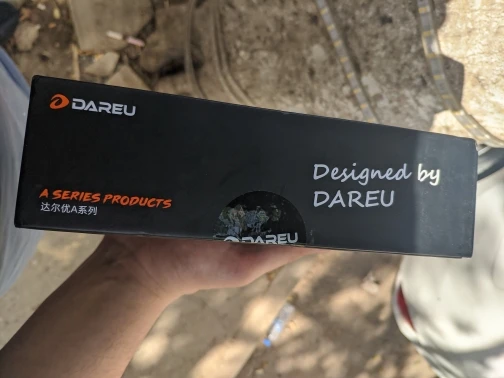 DAREU
A SERIES PRODUCTS
达尔优A系列
Designed by
DAREU
DAREU